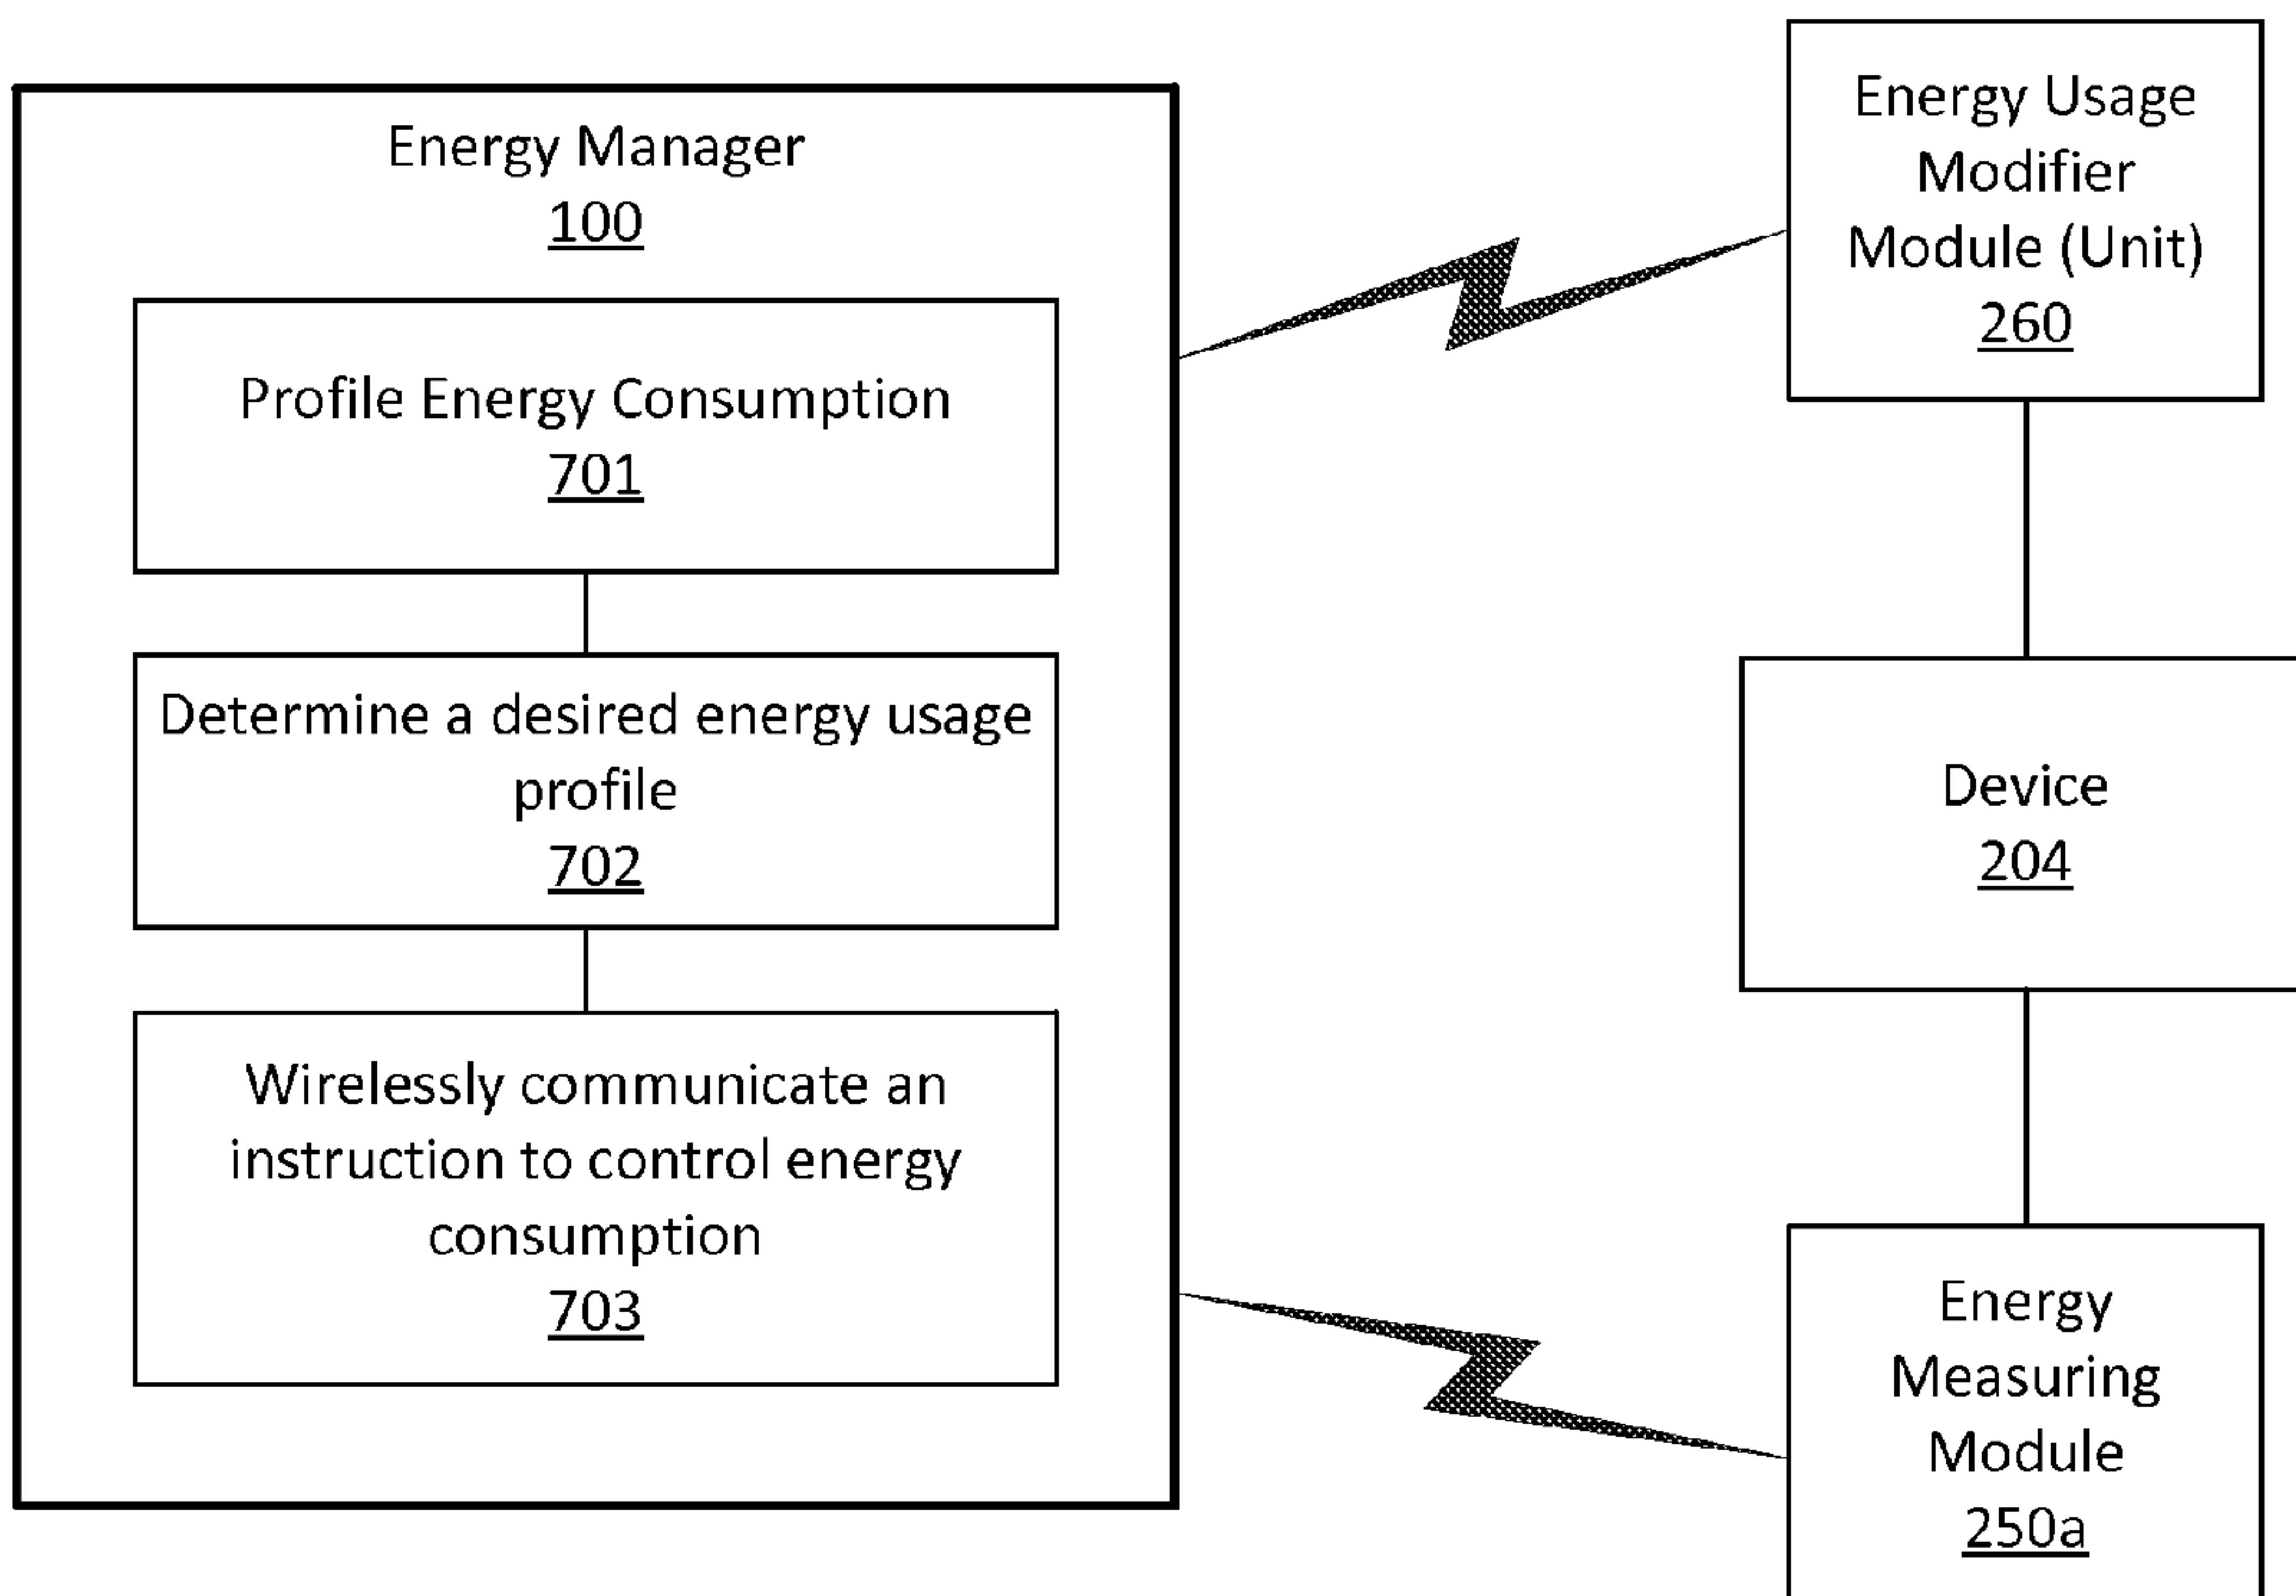 Energy Manager
100
Profile Energy Consumption
701
Determine a desired energy usage
profile
702
Wirelessly communicate an
instruction to control energy
consumption
703
Energy Usage
Modifier
Module (Unit)
260
Device
204
Energy
Measuring
Module
250a